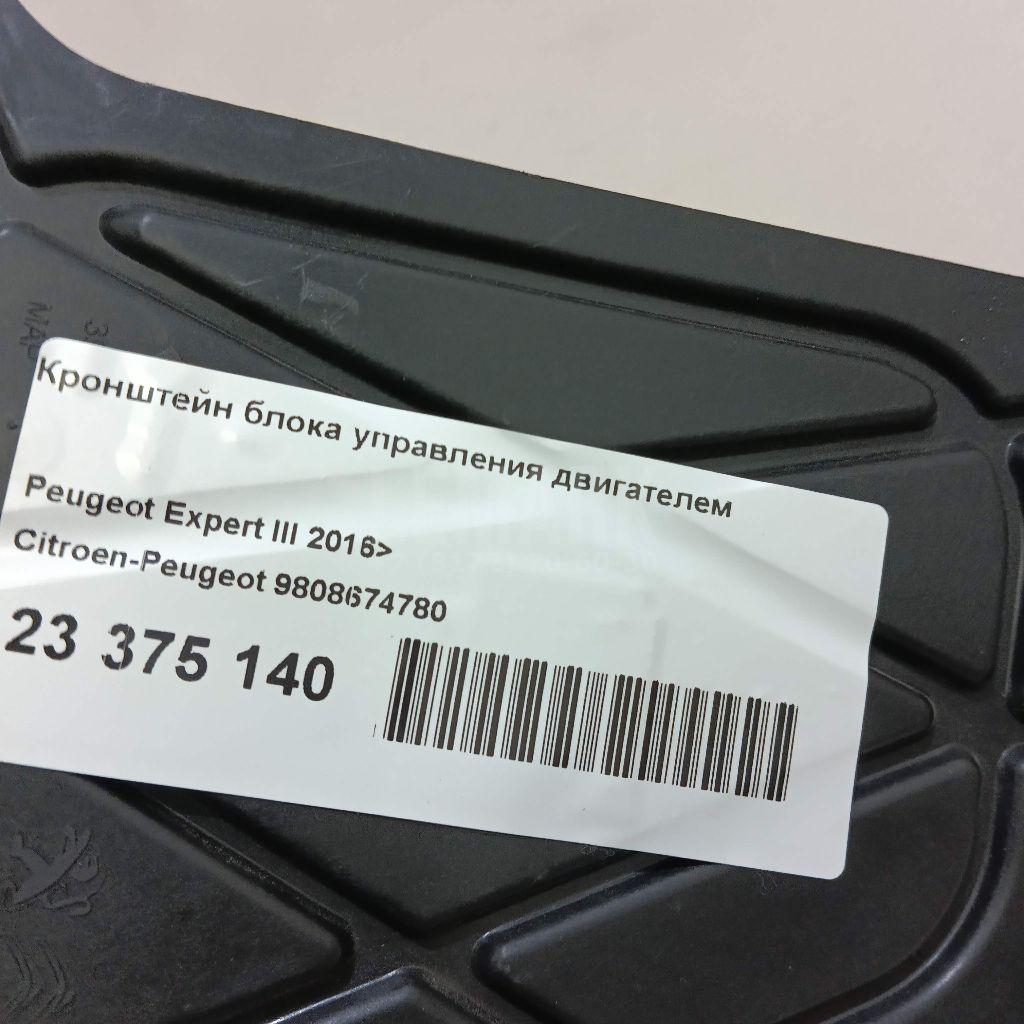 Кронштейн блока управления двигателем
Peugeot Expert III 2016>
Citroen-Peugeot 9808674780
23 375 140